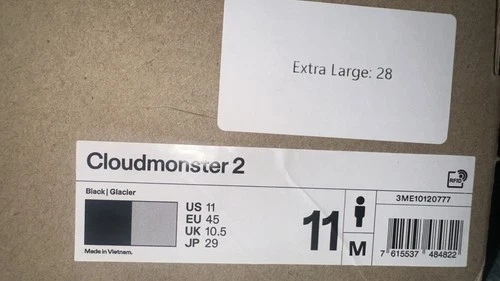 Extra Large: 28
Cloudmonster 2
RFID
Black | Glacier
3ME10120777
US 11
EU 45
UK 10.5
JP 29
11
M
Made in Vietnam.
7 615537 484822